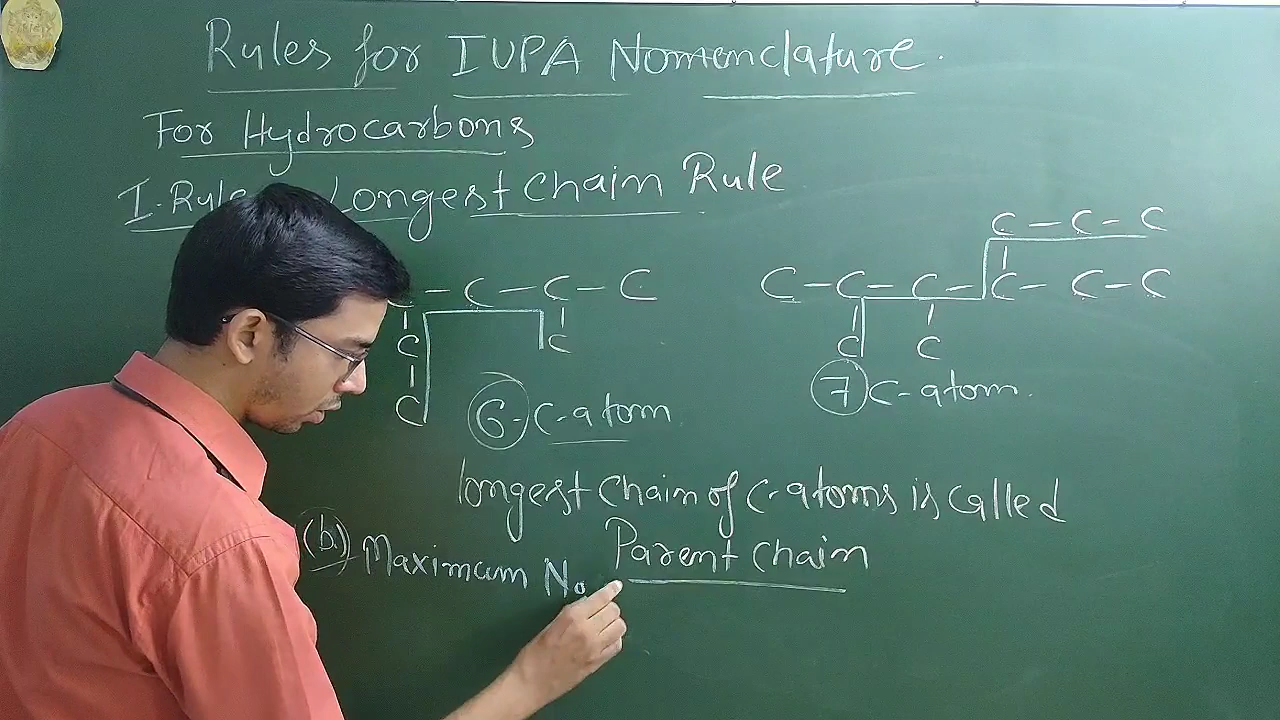 Rules for IUPA Nomenclature.
For Hydrocarbons
I. Rule Longest Chain Rule
C - C - C
- C - C - C
C - C - C - C - C - C
C C
C C
C
6 - C-atom
7 C-atom.
longest Chain of C-atoms is called
Parent Chain
(b.) Maximum No.